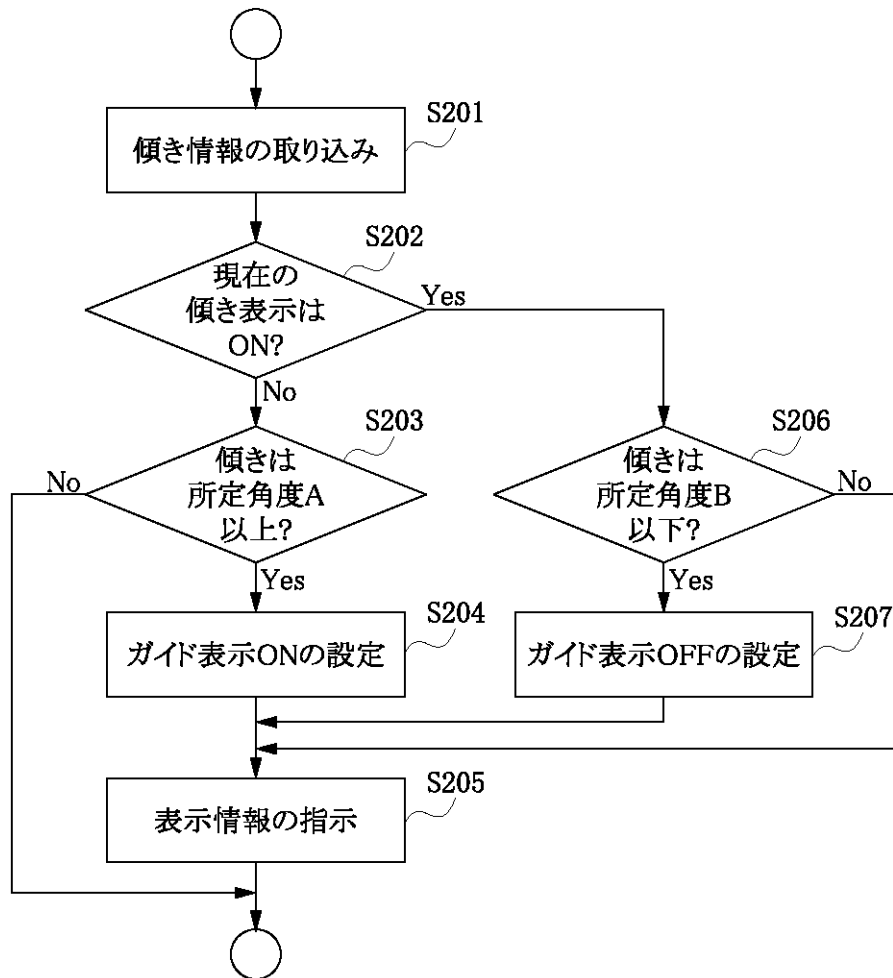 S201
傾き情報の取り込み
S202
現在の
傾き表示は
ON?
Yes
No
S203
傾きは
所定角度A
以上?
No
Yes
S206
傾きは
所定角度B
以下?
No
Yes
S204
ガイド表示ONの設定
S207
ガイド表示OFFの設定
S205
表示情報の指示